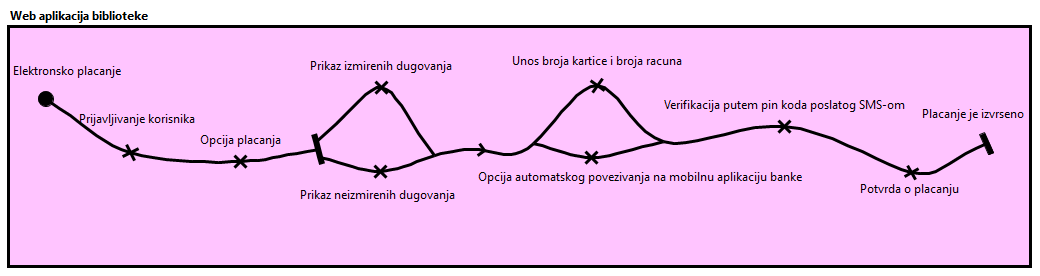 Web aplikacija biblioteke
Elektronsko placanje
Prijavljivanje korisnika
Opcija placanja
Prikaz izmirenih dugovanja
Prikaz neizmirenih dugovanja
Unos broja kartice i broja racuna
Opcija automatskog povezivanja na mobilnu aplikaciju banke
Verifikacija putem pin koda poslatog SMS-om
Potvrda o placanju
Placanje je izvrseno